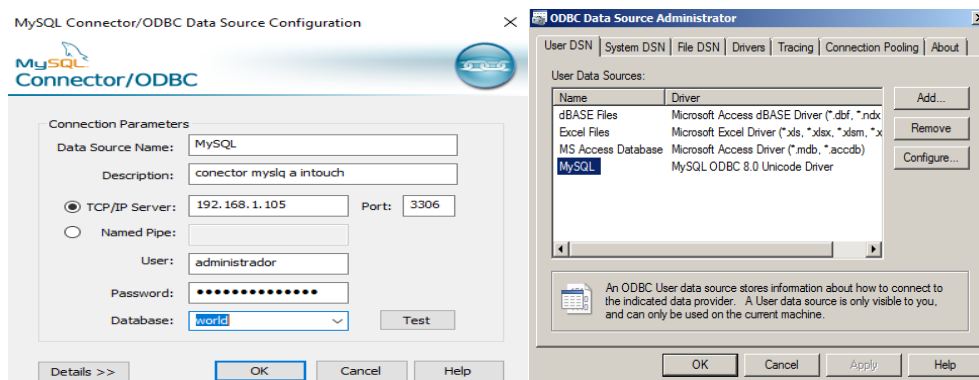 MySQL Connector/ODBC Data Source Configuration
MySQL
Connector/ODBC
Connection Parameters
Data Source Name: MySQL
Description: conector myslq a intouch
TCP/IP Server: 192.168.1.105 Port: 3306
Named Pipe:
User: administrador
Password: ••••••••••••••
Database: world Test
Details >> OK Cancel Help
ODBC Data Source Administrator
User DSN System DSN File DSN Drivers Tracing Connection Pooling About
User Data Sources:
Name Driver Add...
dBASE Files Microsoft Access dBASE Driver (*.dbf, *.ndx
Excel Files Microsoft Excel Driver (*.xls, *.xlsx, *.xlsm, *.x Remove
MS Access Database Microsoft Access Driver (*.mdb, *.accdb)
MySQL MySQL ODBC 8.0 Unicode Driver Configure...
An ODBC User data source stores information about how to connect to
the indicated data provider. A User data source is only visible to you,
and can only be used on the current machine.
OK Cancel Apply Help